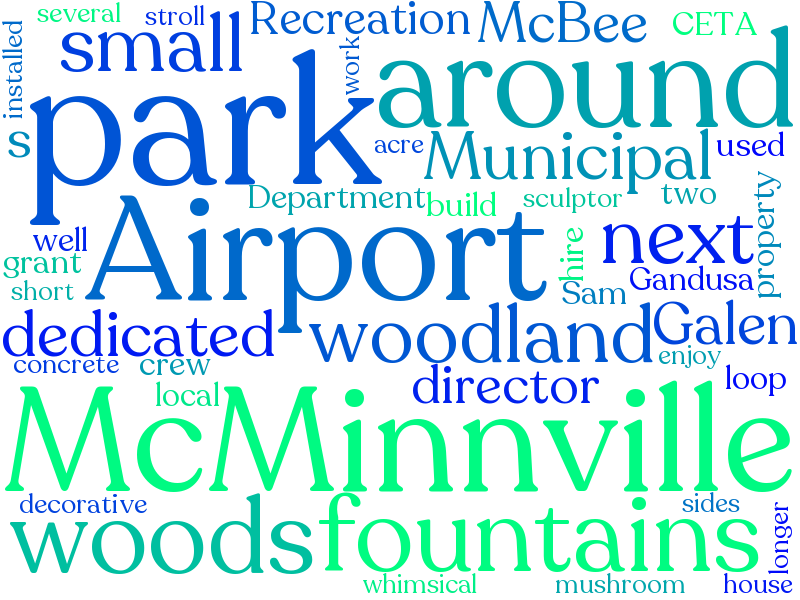 several
stroll
Recreation
McBee
CETA
installed
small
work
around
park
s
acre
Municipal
used
Department
build
sculptor
two
property
well
Airport
hire
next
grant
short
Sam
Gandusa
dedicated
woodland
Galen
concrete
crew
enjoy
local
director
loop
McMinnville
decorative
woods
fountains
sides
longer
whimsical
mushroom
house